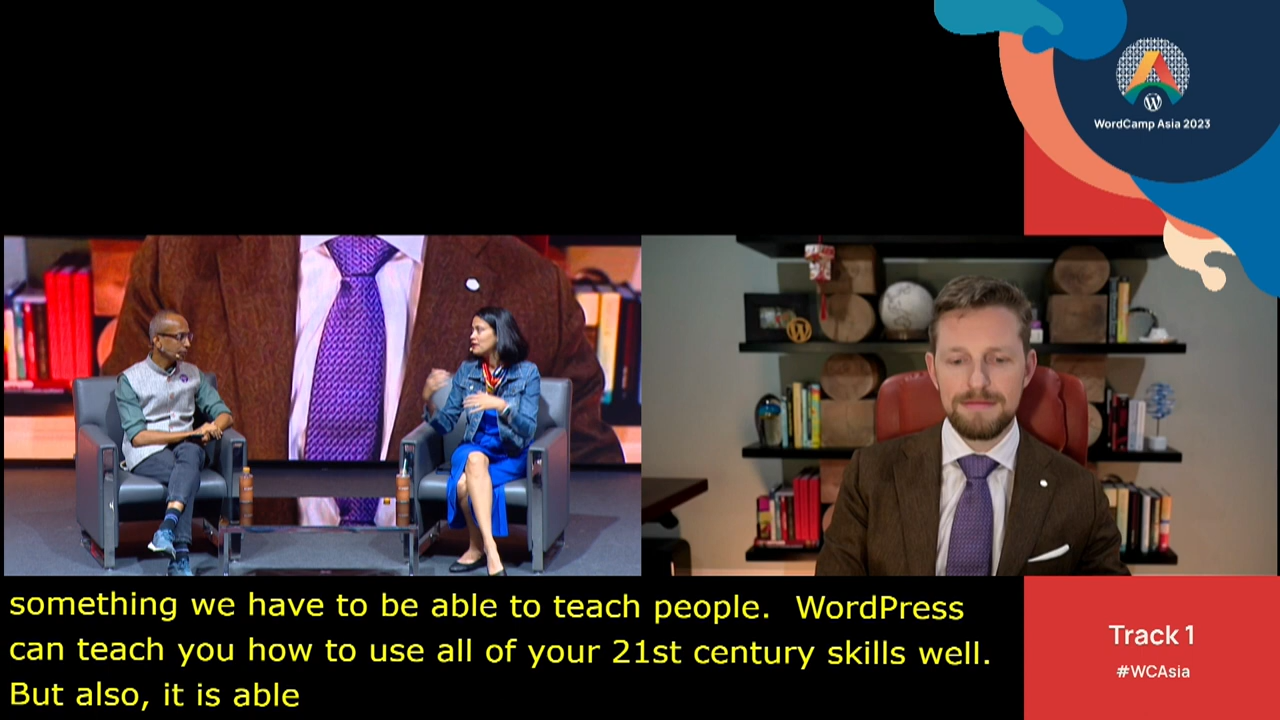 WordCamp Asia 2023
something we have to be able to teach people.  WordPress
can teach you how to use all of your 21st century skills well.
But also, it is able
Track 1
#WCAsia